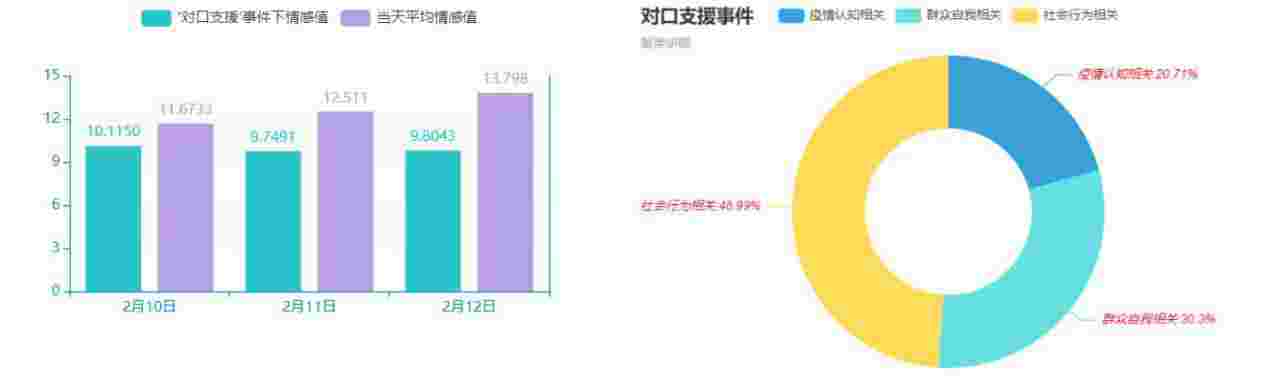 '对口支援'事件下情感值 当天平均情感值
15
12
9
6
3
0
10.1150
11.6733
9.7491
12.511
9.8043
13.798
2月10日
2月11日
2月12日
对口支援事件
疫情认知相关 群众自我相关 社会行为相关
疫情认知相关:20.71%
社会行为相关:48.99%
群众自我相关:30.3%